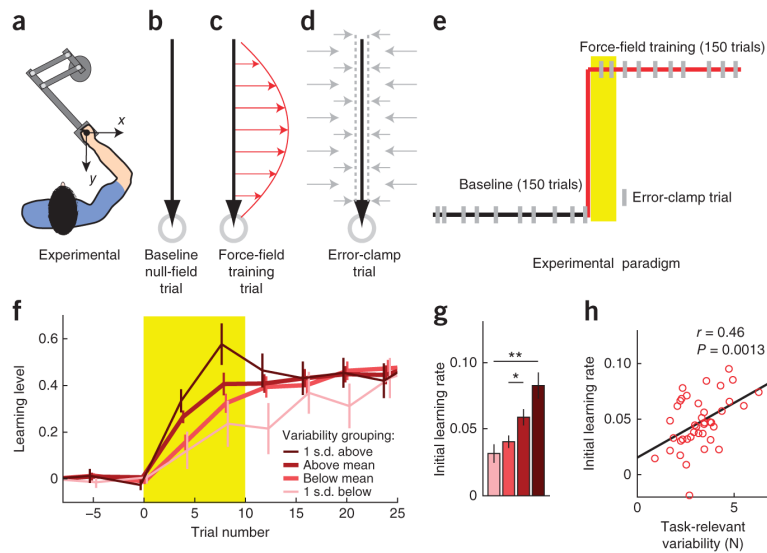 a
b
c
d
e
x
y
Experimental
Baseline
null-field
trial
Force-field
training
trial
Error-clamp
trial
Force-field training (150 trials)
Baseline (150 trials)
Error-clamp trial
Experimental paradigm
f
Learning level
0.6
0.4
0.2
0
−5
0
5
10
15
20
25
Trial number
Variability grouping:
1 s.d. above
Above mean
Below mean
1 s.d. below
g
Initial learning rate
0.10
0.05
0
**
*
h
Initial learning rate
0.10
0.05
0
r = 0.46
P = 0.0013
0
5
Task-relevant
variability (N)